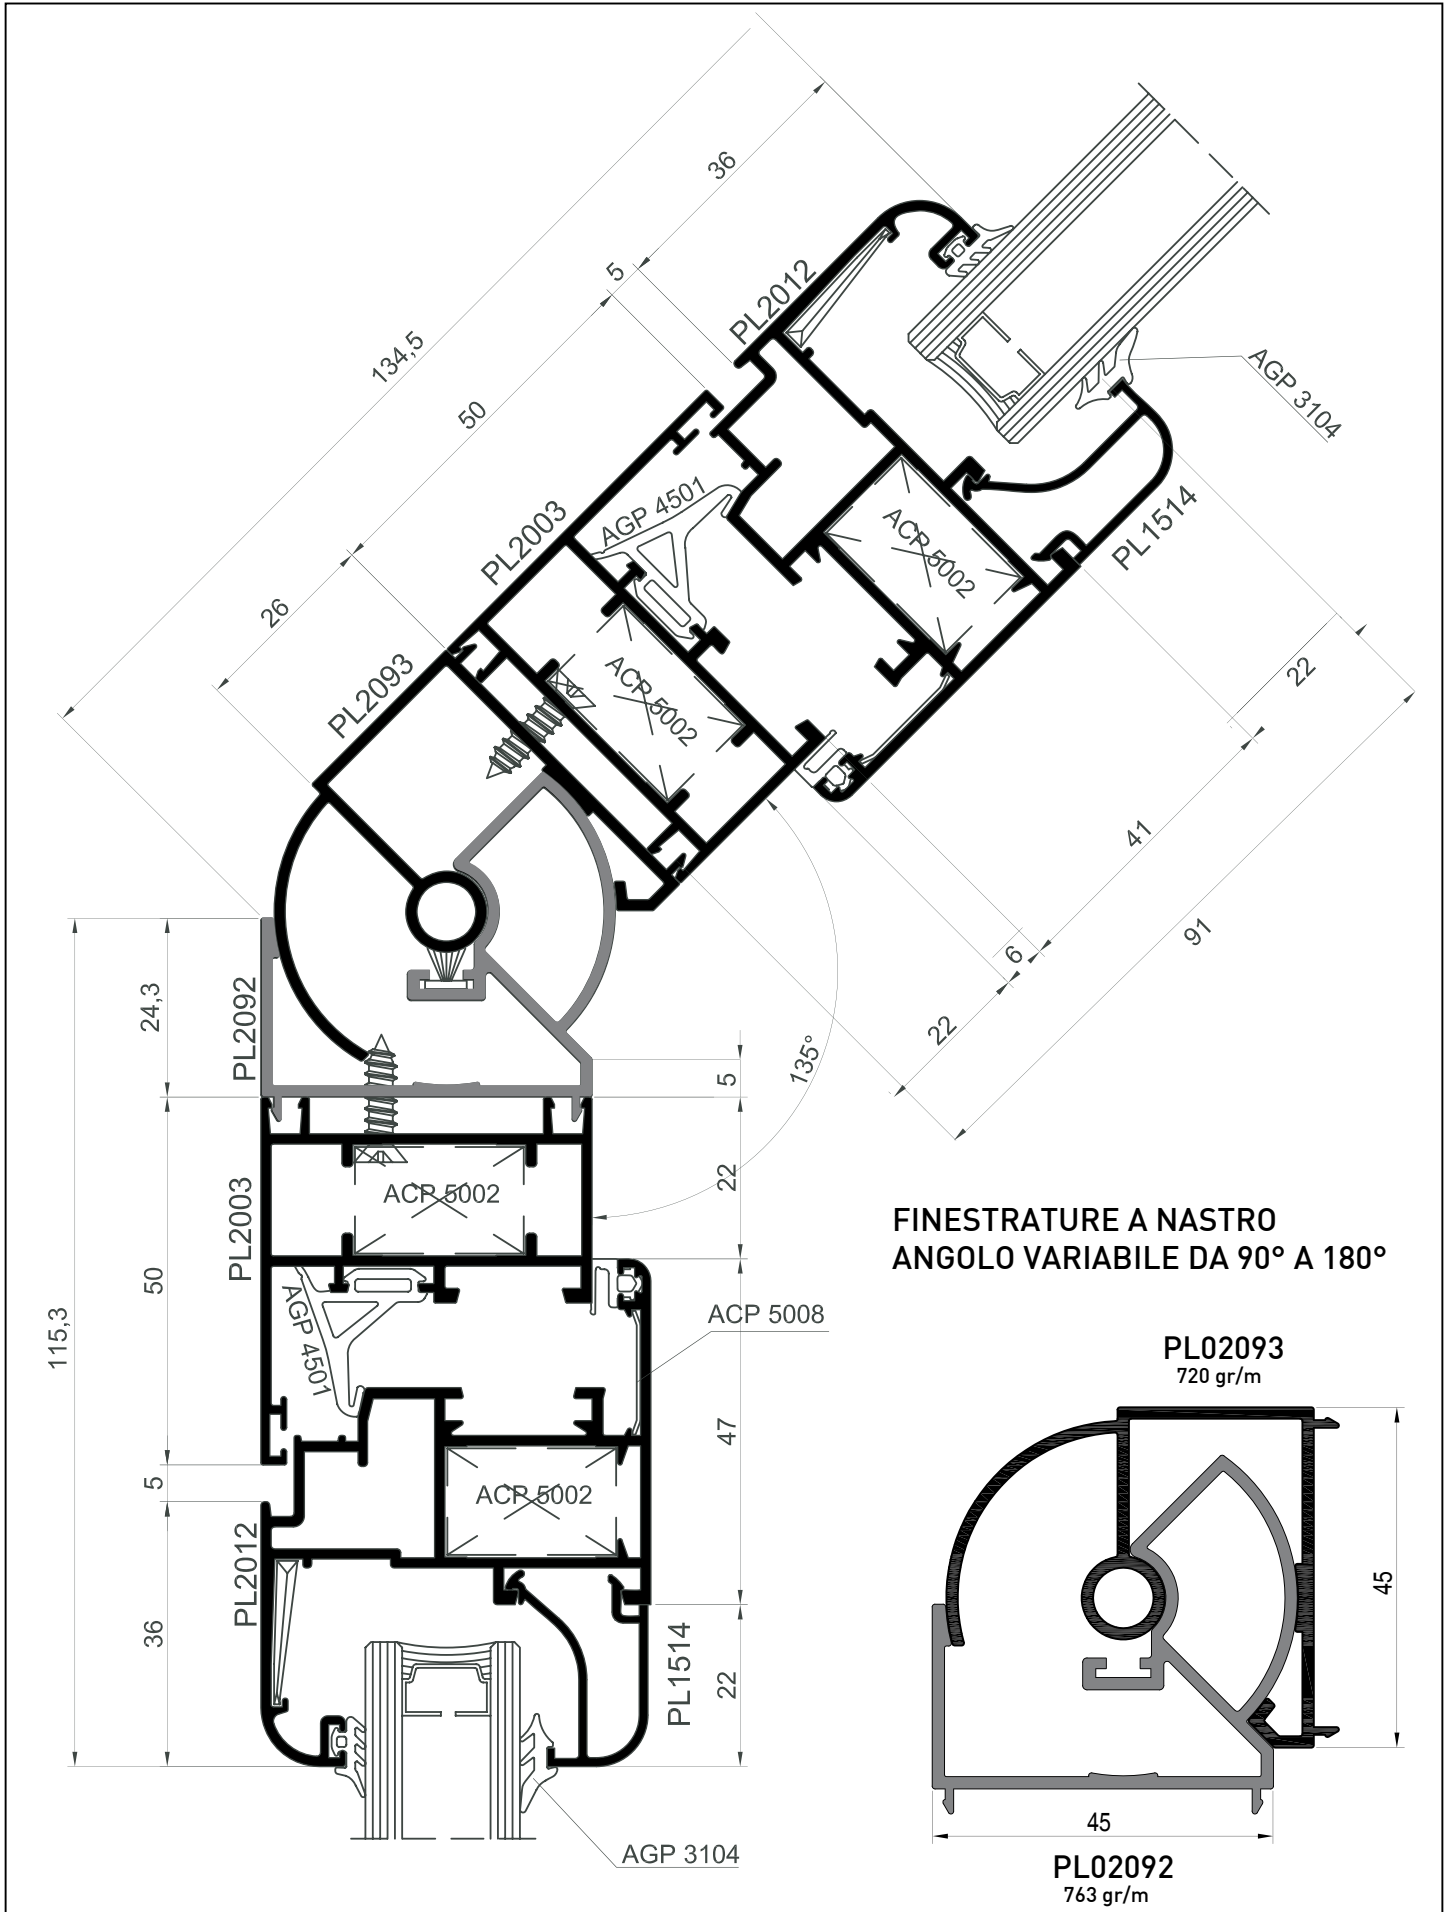 36
5
134,5
50
26
PL2012
AGP 3104
PL1514
ACP 5002
AGP 4501
PL2003
ACP 5002
PL2093
22
41
91
6
22
135°
24,3
PL2092
5
22
ACP 5002
PL2003
50
115,3
AGP 4501
ACP 5008
47
ACP 5002
5
PL2012
36
PL1514
22
AGP 3104
FINESTRATURE A NASTRO
ANGOLO VARIABILE DA 90° A 180°
PL02093
720 gr/m
45
45
PL02092
763 gr/m